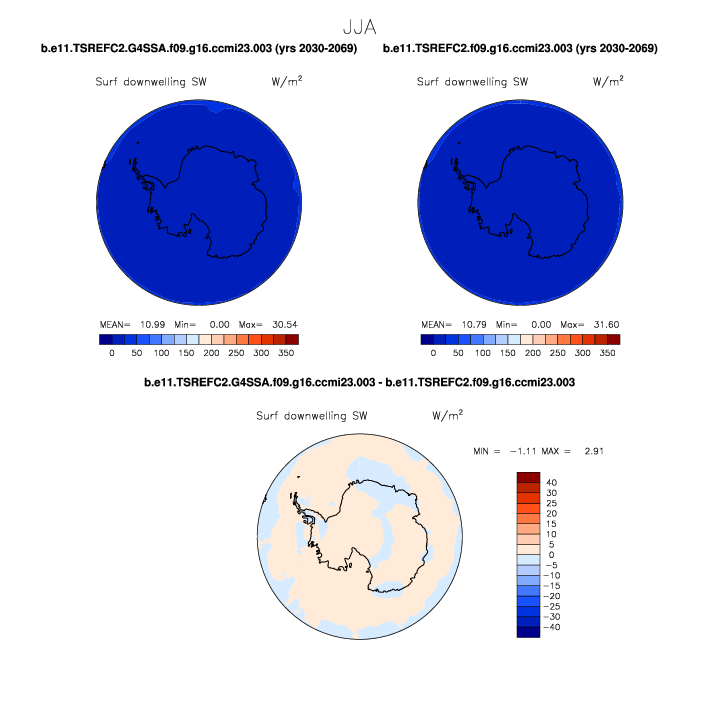 JJA
b.e11.TSREFC2.G4SSA.f09.g16.ccmi23.003 (yrs 2030-2069) b.e11.TSREFC2.f09.g16.ccmi23.003 (yrs 2030-2069)
Surf downwelling SW W/m² Surf downwelling SW W/m²
MEAN= 10.99 Min= 0.00 Max= 30.54 MEAN= 10.79 Min= 0.00 Max= 31.60
0 50 100 150 200 250 300 350 0 50 100 150 200 250 300 350
b.e11.TSREFC2.G4SSA.f09.g16.ccmi23.003 - b.e11.TSREFC2.f09.g16.ccmi23.003
Surf downwelling SW W/m²
MIN = -1.11 MAX = 2.91
40
30
25
20
15
10
5
0
-5
-10
-15
-20
-25
-30
-40